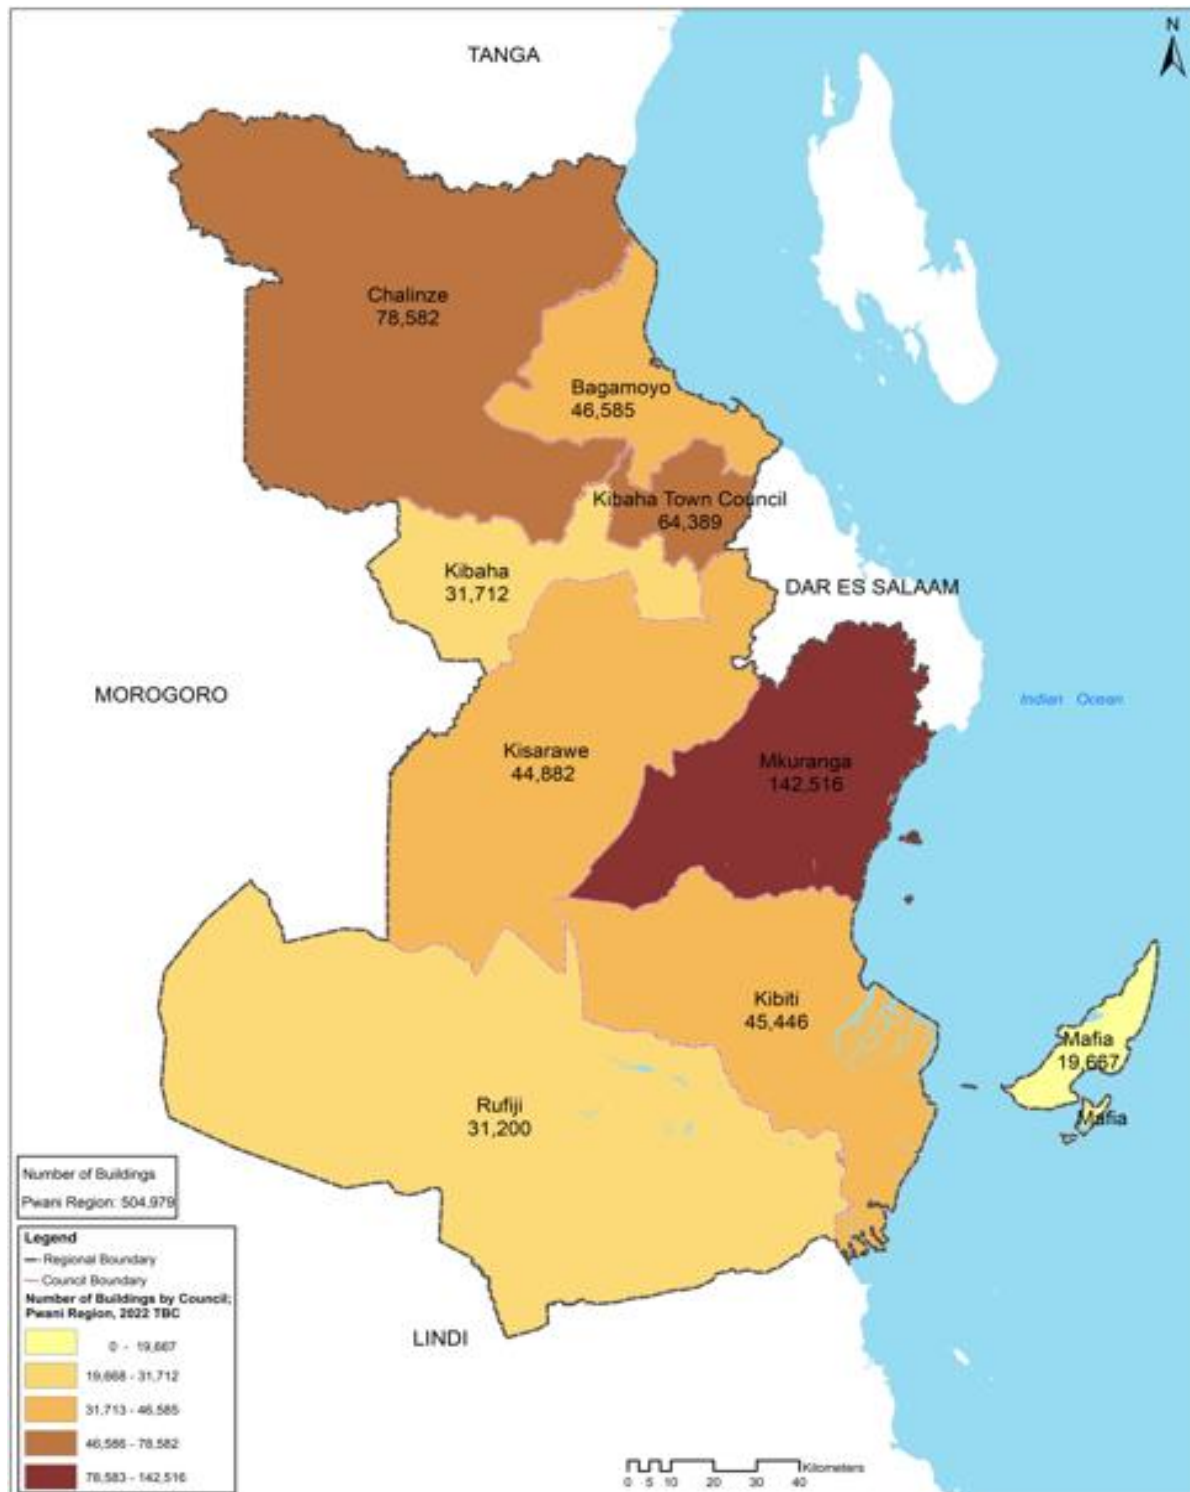 N
TANGA
Chalinze
78,582
Bagamoyo
46,585
Kibaha Town Council
64,389
Kibaha
31,712
DAR ES SALAAM
MOROGORO
Indian Ocean
Kisarawe
44,882
Mkuranga
142,516
Kibiti
45,446
Mafia
19,667
Mafia
Rufiji
31,200
LINDI
Number of Buildings
Pwani Region: 504,979
Legend
Regional Boundary
Council Boundary
Number of Buildings by Council;
Pwani Region, 2022 TBC
0 - 19,667
19,668 - 31,712
31,713 - 46,585
46,586 - 78,582
78,583 - 142,516
Kilometers
0 5 10 20 30 40